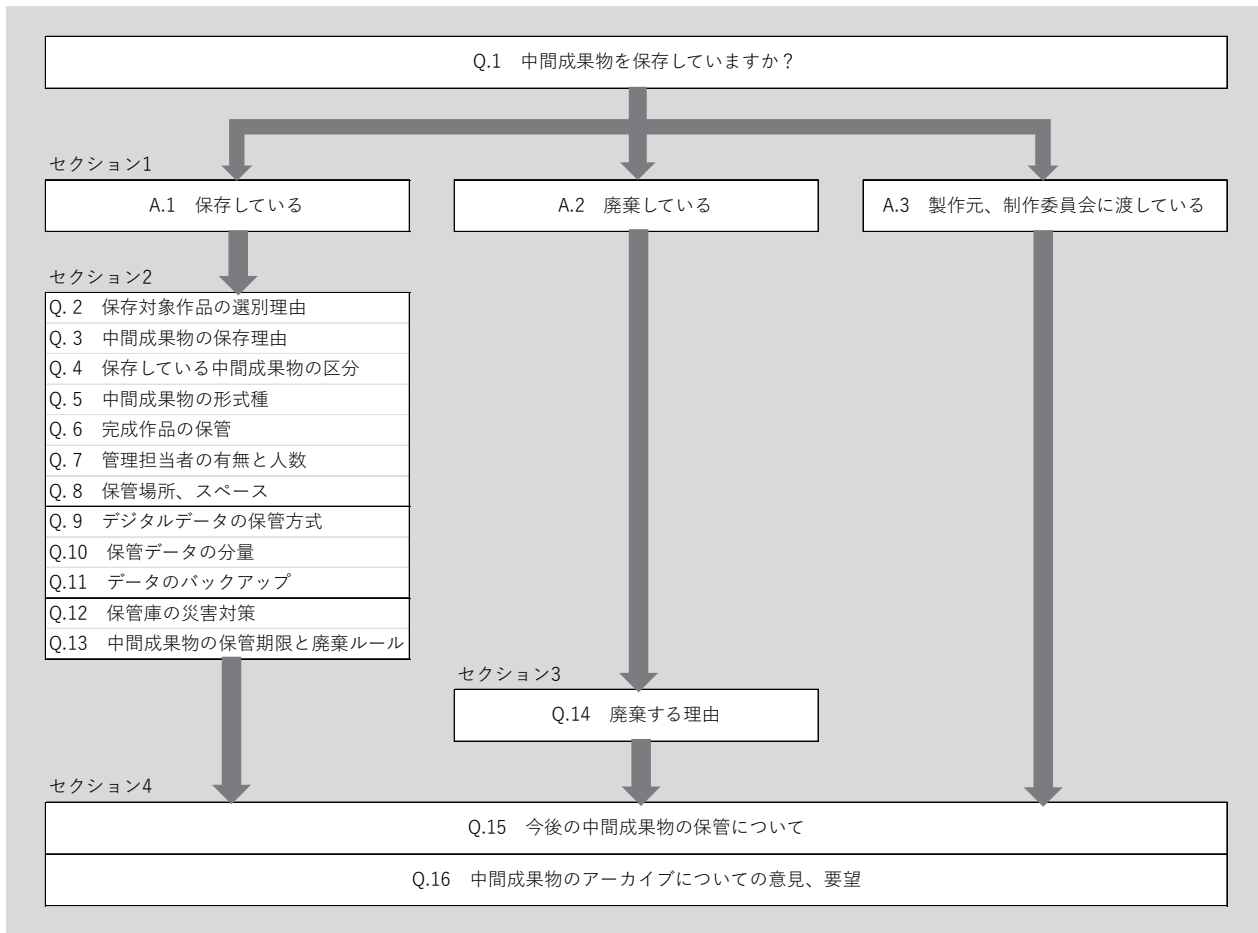 Q.1 中間成果物を保存していますか？
セクション1
A.1 保存している
A.2 廃棄している
A.3 製作元、制作委員会に渡している
セクション2
Q. 2 保存対象作品の選別理由
Q. 3 中間成果物の保存理由
Q. 4 保存している中間成果物の区分
Q. 5 中間成果物の形式種
Q. 6 完成作品の保管
Q. 7 管理担当者の有無と人数
Q. 8 保管場所、スペース
Q. 9 デジタルデータの保管方式
Q.10 保管データの分量
Q.11 データのバックアップ
Q.12 保管庫の災害対策
Q.13 中間成果物の保管期限と廃棄ルール
セクション3
Q.14 廃棄する理由
セクション4
Q.15 今後の中間成果物の保管について
Q.16 中間成果物のアーカイブについての意見、要望